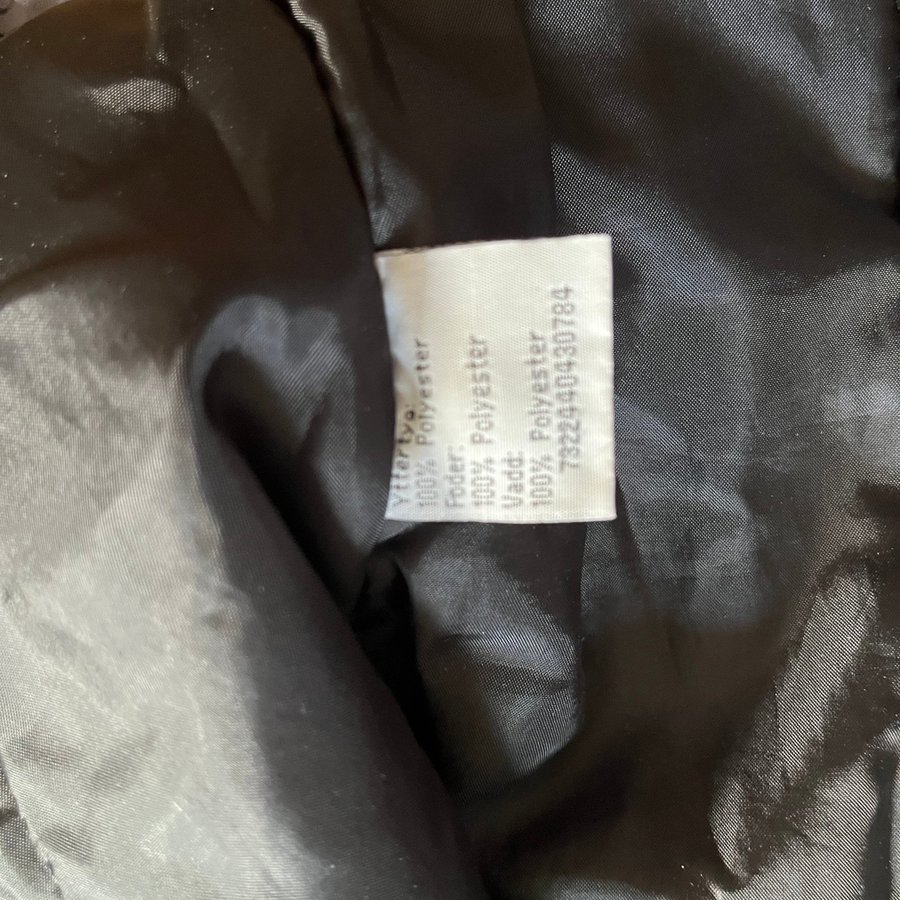 Yttertyg:
100% Polyester
Foder:
100% Polyester
Vadd:
100% Polyester
7322440430784